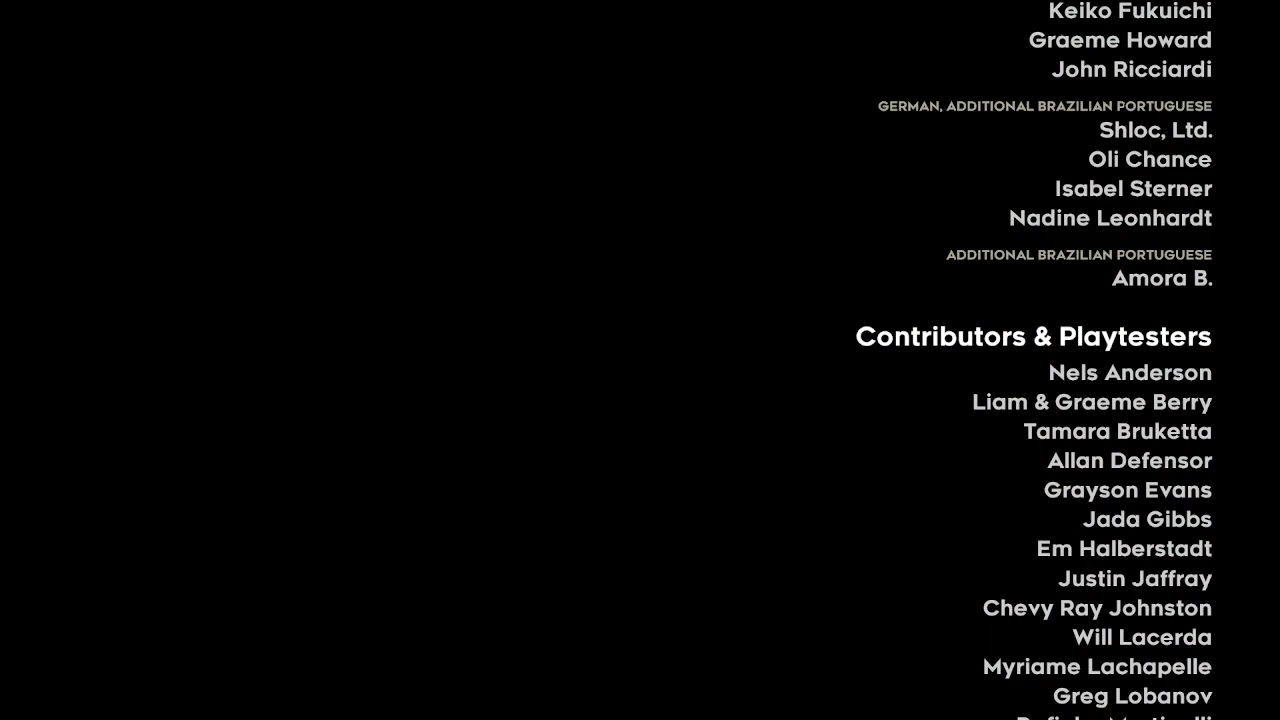 Keiko Fukuichi
Graeme Howard
John Ricciardi
GERMAN, ADDITIONAL BRAZILIAN PORTUGUESE
Shloc, Ltd.
Oli Chance
Isabel Sterner
Nadine Leonhardt
ADDITIONAL BRAZILIAN PORTUGUESE
Amora B.
Contributors & Playtesters
Nels Anderson
Liam & Graeme Berry
Tamara Bruketta
Allan Defensor
Grayson Evans
Jada Gibbs
Em Halberstadt
Justin Jaffray
Chevy Ray Johnston
Will Lacerda
Myriame Lachapelle
Greg Lobanov